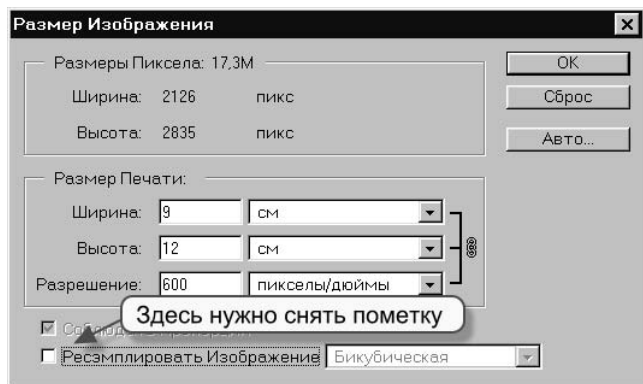 Размер Изображения
Размеры Пиксела: 17,3M
OK
Ширина: 2126 пикс
Сброс
Высота: 2835 пикс
Авто...
Размер Печати:
Ширина: 9 см
Высота: 12 см
Разрешение: 600 пикселы/дюймы
Здесь нужно снять пометку
Ресэмплировать Изображение Бикубическая